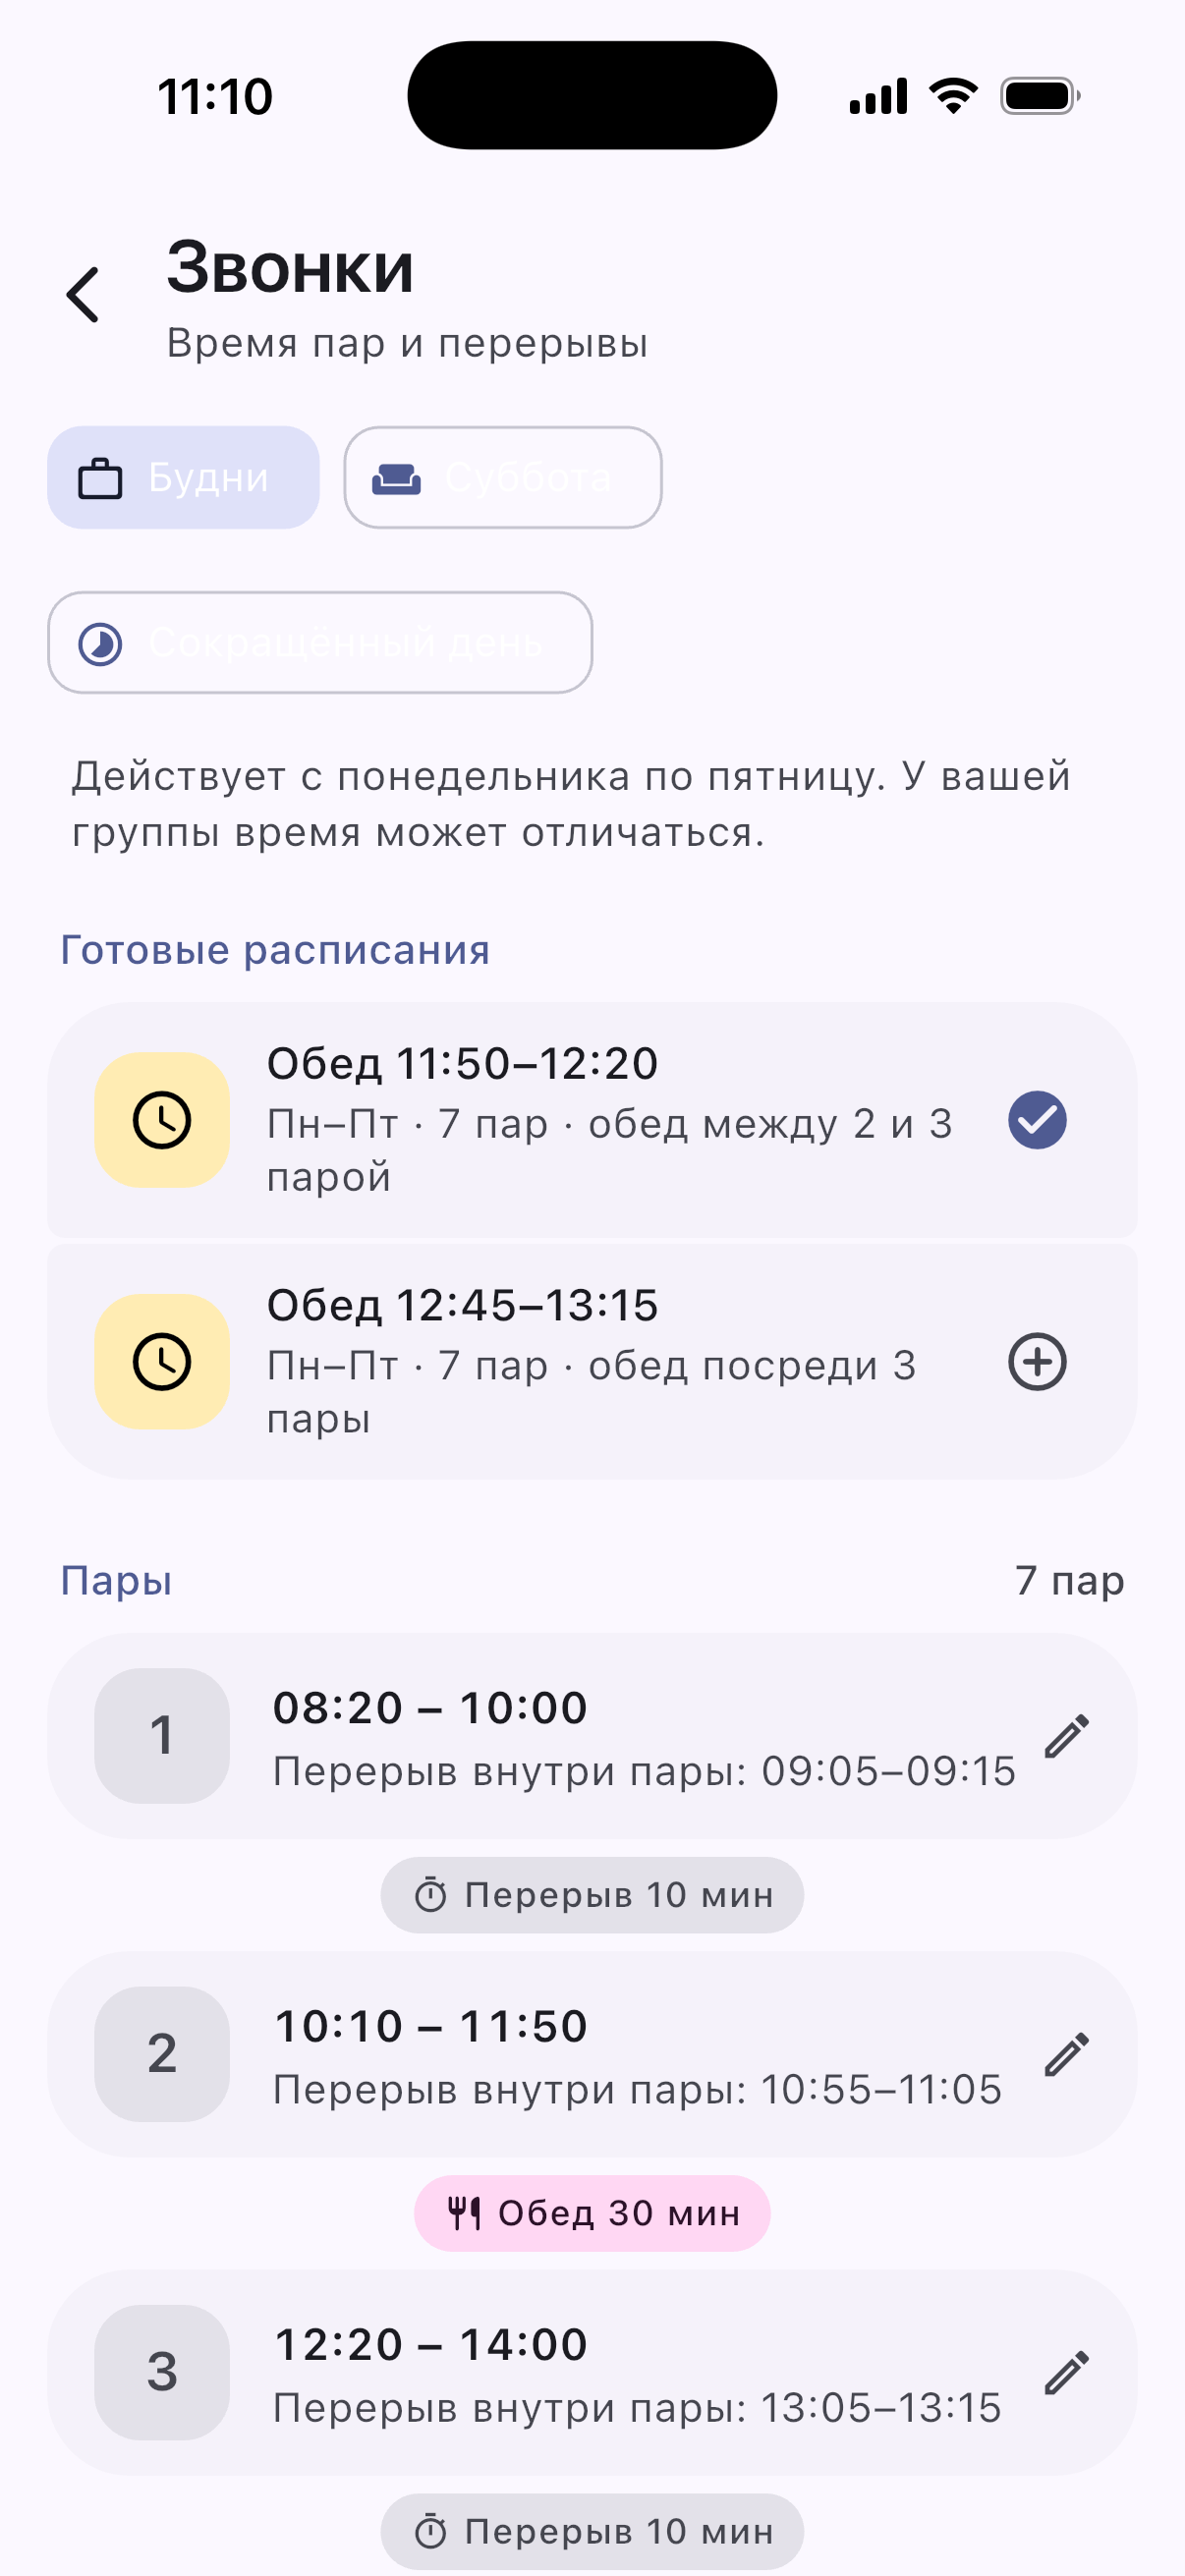 11:10
Звонки
Время пар и перерывы
Будни
Суббота
Сокращённый день
Действует с понедельника по пятницу. У вашей
группы время может отличаться.
Готовые расписания
Обед 11:50–12:20
Пн–Пт · 7 пар · обед между 2 и 3
парой
Обед 12:45–13:15
Пн–Пт · 7 пар · обед посреди 3
пары
Пары
7 пар
1
08:20 – 10:00
Перерыв внутри пары: 09:05–09:15
Перерыв 10 мин
2
10:10 – 11:50
Перерыв внутри пары: 10:55–11:05
Обед 30 мин
3
12:20 – 14:00
Перерыв внутри пары: 13:05–13:15
Перерыв 10 мин